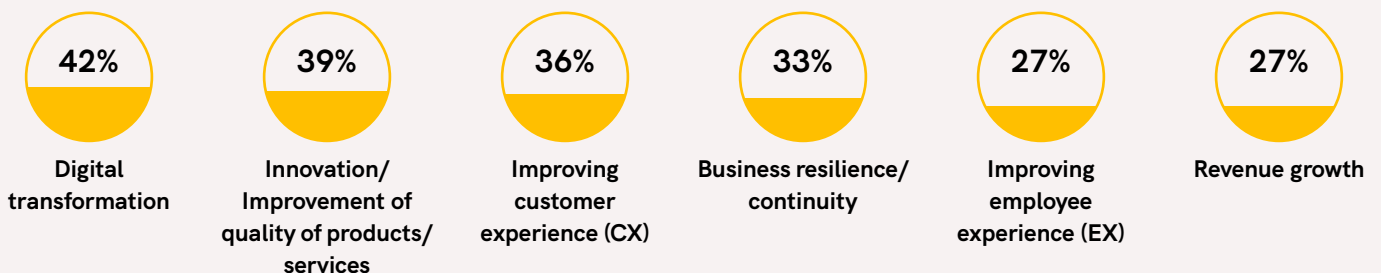 42%
39%
36%
33%
27%
27%
Digital
transformation
Innovation/
Improvement of
quality of products/
services
Improving
customer
experience (CX)
Business resilience/
continuity
Improving
employee
experience (EX)
Revenue growth